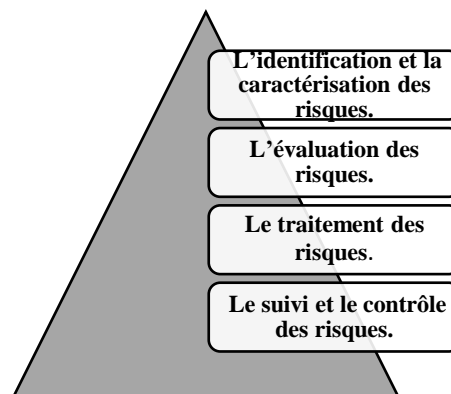 L’identification et la
caractérisation des
risques.
L’évaluation des
risques.
Le traitement des
risques.
Le suivi et le contrôle
des risques.